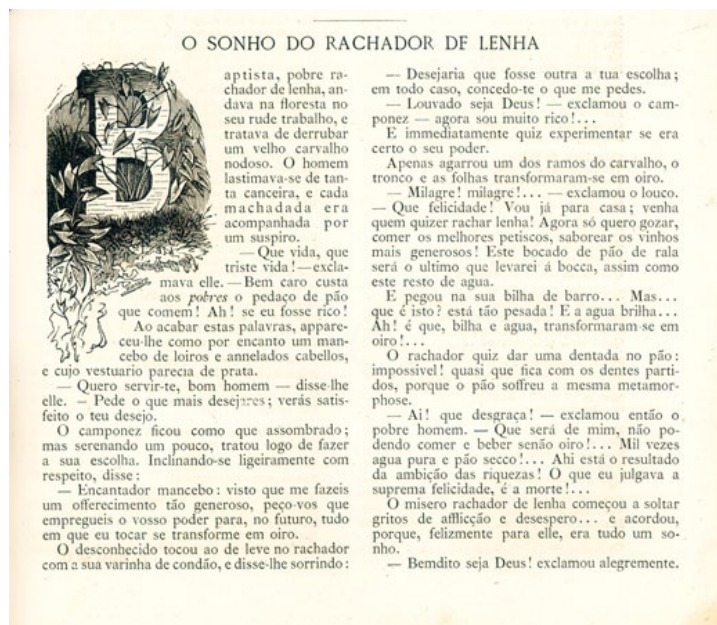 O SONHO DO RACHADOR DE LENHA
Baptista, pobre ra-
chador de lenha, an-
dava na floresta no
seu rude trabalho, e
tratava de derrubar
um velho carvalho
nodoso. O homem
lastimava-se de tan-
ta canceira, e cada
machadada era
acompanhada por
um suspiro.
— Que vida, que
triste vida! — excla-
mava elle. — Bem caro custa
aos pobres o pedaço de pão
que comem! Ah! se eu fosse rico!
Ao acabar estas palavras, appare-
ceu-lhe como por encanto um man-
cebo de loiros e annelados cabellos,
e cujo vestuario parecia de prata.
— Quero servir-te, bom homem — disse-lhe
elle. — Pede o que mais desejares; verás satis-
feito o teu desejo.
O camponez ficou como que assombrado;
mas serenando um pouco, tratou logo de fazer
a sua escolha. Inclinando-se ligeiramente com
respeito, disse:
— Encantador mancebo: visto que me fazeis
um offerecimento tão generoso, peço-vos que
empregueis o vosso poder para, no futuro, tudo
em que eu tocar se transforme em oiro.
O desconhecido tocou ao de leve no rachador
com a sua varinha de condão, e disse-lhe sorrindo:
— Desejaria que fosse outra a tua escolha;
em todo caso, concedo-te o que me pedes.
— Louvado seja Deus! — exclamou o cam-
ponez — agora sou muito rico!...
E immediatamente quiz experimentar se era
certo o seu poder.
Apenas agarrou um dos ramos do carvalho, o
tronco e as folhas transformaram-se em oiro.
— Milagre! milagre!... — exclamou o louco.
— Que felicidade! Vou já para casa; venha
quem quizer rachar lenha! Agora só quero gozar,
comer os melhores petiscos, saborear os vinhos
mais generosos! Este bocado de pão de rala
será o ultimo que levarei á bocca, assim como
este resto de agua.
E pegou na sua bilha de barro... Mas...
que é isto? está tão pesada! E a agua brilha...
Ah! é que, bilha e agua, transformaram-se em
oiro!...
O rachador quiz dar uma dentada no pão:
impossivel! quasi que fica com os dentes parti-
dos, porque o pão soffreu a mesma metamor-
phose.
— Ai! que desgraça! — exclamou então o
pobre homem. — Que será de mim, não po-
dendo comer e beber senão oiro!... Mil vezes
agua pura e pão secco!... Ahi está o resultado
da ambição das riquezas! O que eu julgava a
suprema felicidade, é a morte!...
O misero rachador de lenha começou a soltar
gritos de afflicção e desespero... e acordou,
porque, felizmente para elle, era tudo um so-
nho.
— Bemdito seja Deus! exclamou alegremente.